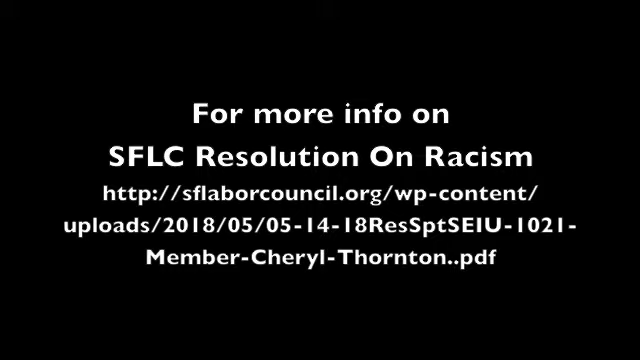 For more info on
SFLC Resolution On Racism
http://sflaborcouncil.org/wp-content/
uploads/2018/05/05-14-18ResSptSEIU-1021-
Member-Cheryl-Thornton..pdf